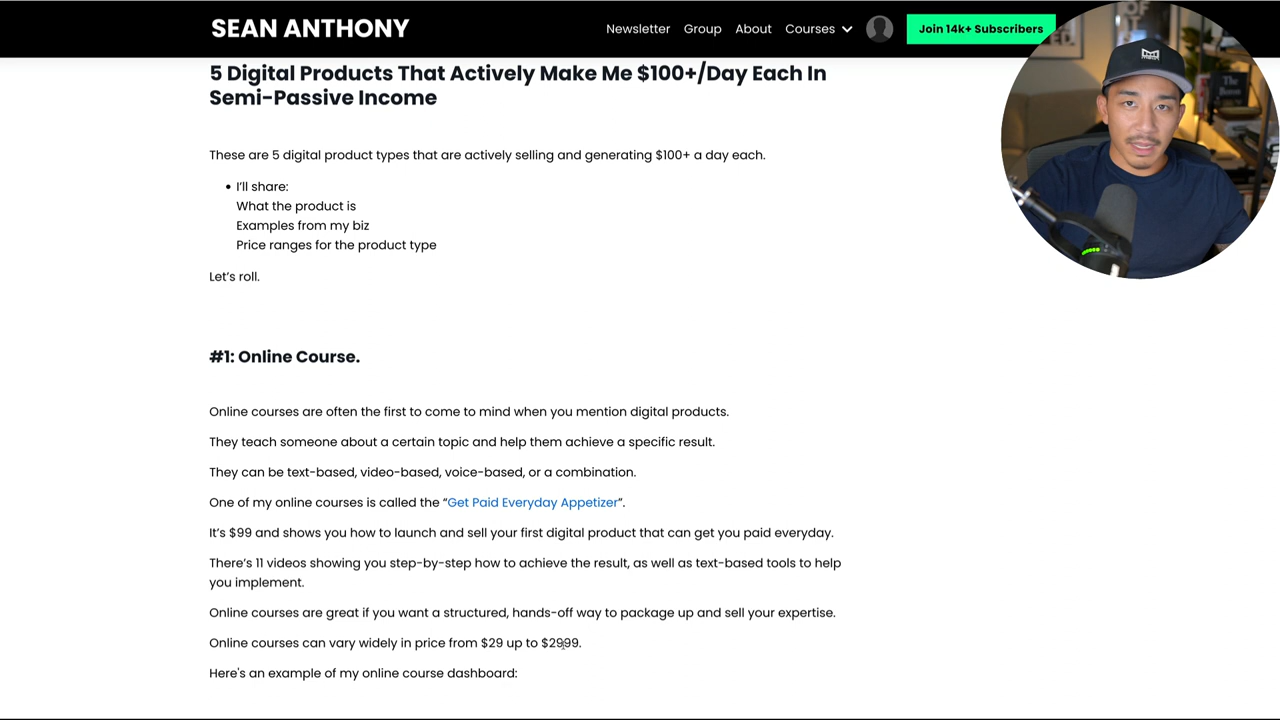 SEAN ANTHONY
Newsletter Group About Courses
Join 14k+ Subscribers
5 Digital Products That Actively Make Me $100+/Day Each In
Semi-Passive Income
These are 5 digital product types that are actively selling and generating $100+ a day each.
• I’ll share:
What the product is
Examples from my biz
Price ranges for the product type
Let’s roll.
#1: Online Course.
Online courses are often the first to come to mind when you mention digital products.
They teach someone about a certain topic and help them achieve a specific result.
They can be text-based, video-based, voice-based, or a combination.
One of my online courses is called the “Get Paid Everyday Appetizer”.
It’s $99 and shows you how to launch and sell your first digital product that can get you paid everyday.
There’s 11 videos showing you step-by-step how to achieve the result, as well as text-based tools to help
you implement.
Online courses are great if you want a structured, hands-off way to package up and sell your expertise.
Online courses can vary widely in price from $29 up to $2999.
Here's an example of my online course dashboard: